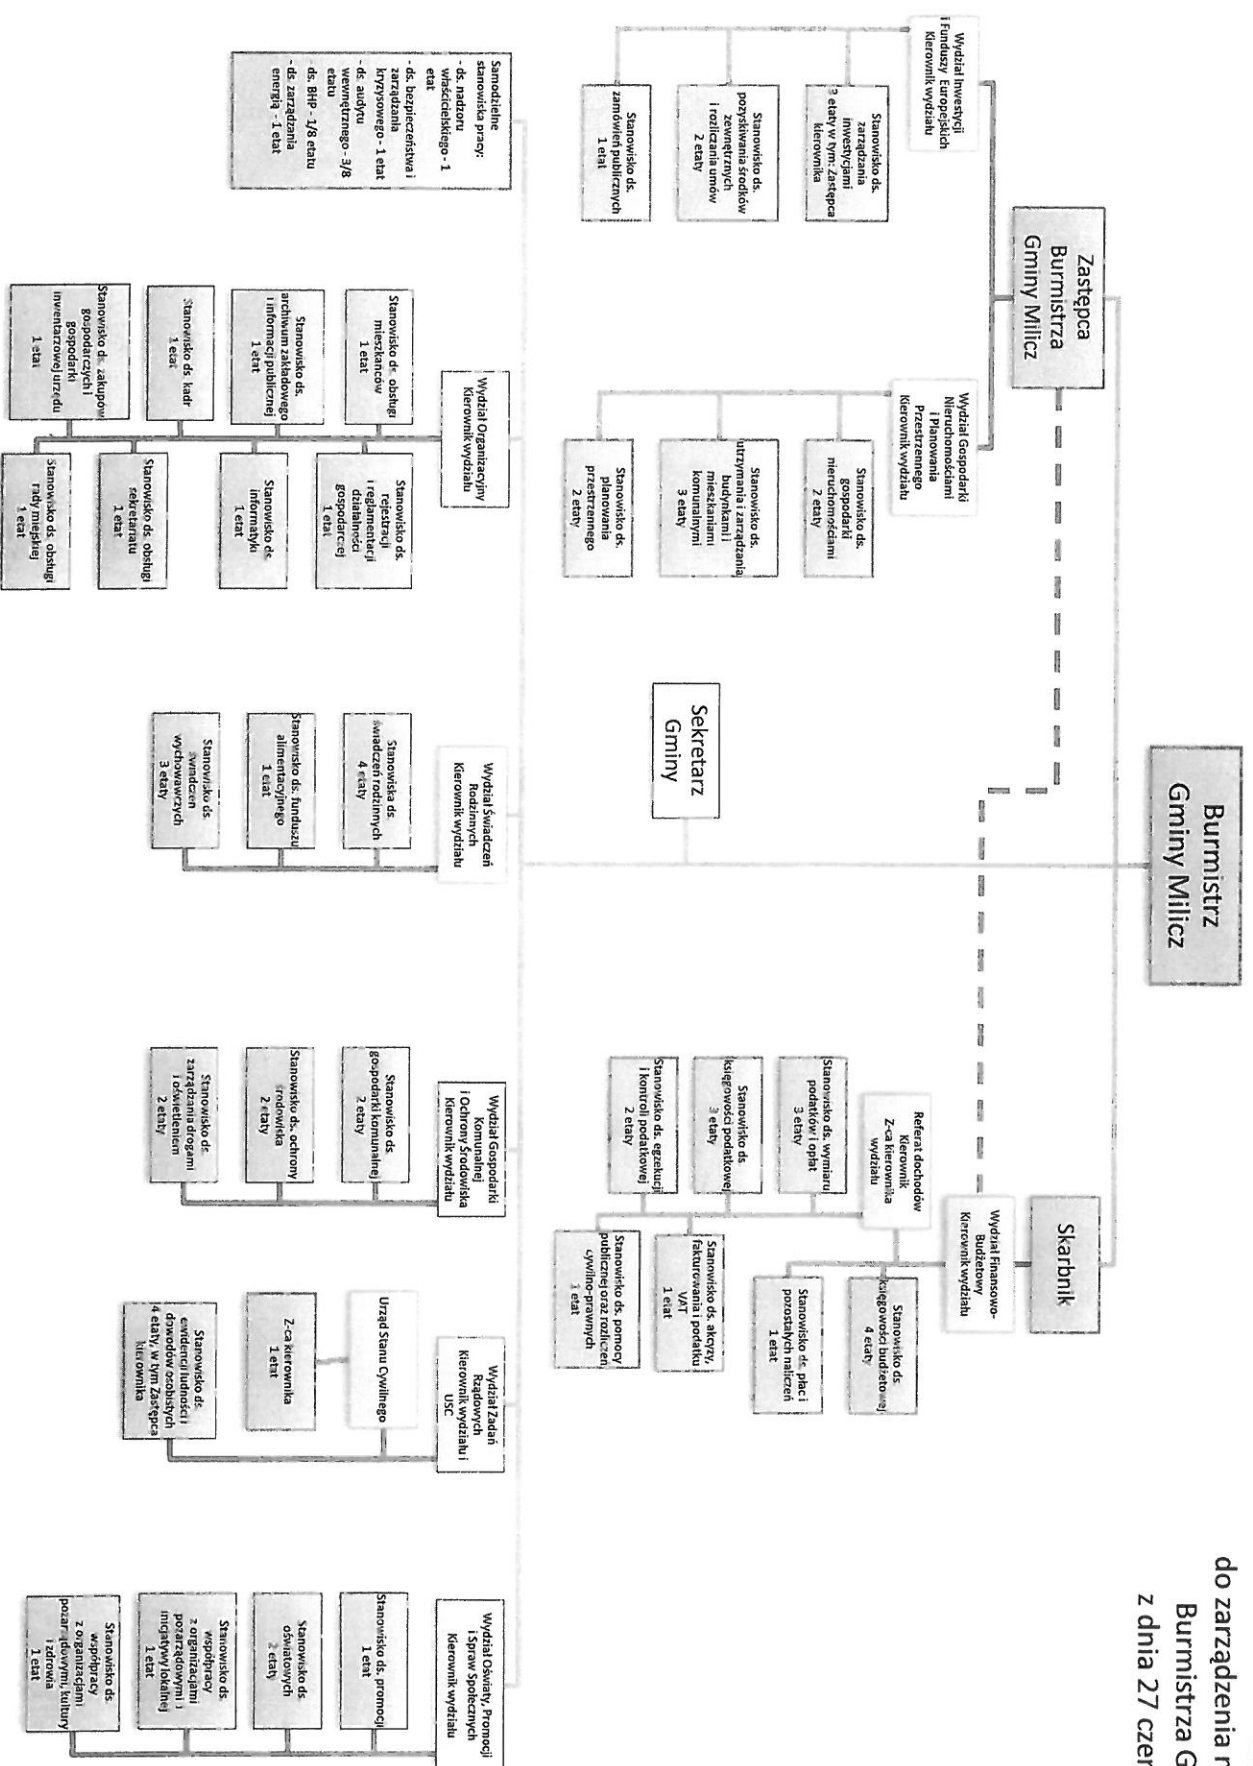 do zarządzenia
Burmistrza
z dnia 27
Burmistrz
Gminy Milicz
Zastępca
Burmistrza
Gminy Milicz
Skarbnik
Sekretarz
Gminy
Wydział Inwestycji
i Funduszy Europejskich
Kierownik wydziału
Stanowisko ds.
zarządzania
inwestycjami
3 etaty w tym: Zastępca
kierownika
Stanowisko ds.
pozyskiwania środków
zewnętrznych
i rozliczania umów
2 etaty
Stanowisko ds.
zamówień publicznych
1 etat
Wydział Gospodarki
Nieruchomościami
i Planowania
Przestrzennego
Kierownik wydziału
Stanowisko ds.
gospodarki
nieruchomościami
2 etaty
Stanowisko ds.
utrzymania i zarządzania
budynkami i
mieszkaniami
komunalnymi
3 etaty
Stanowisko ds.
planowania
przestrzennego
2 etaty
Wydział Finansowo-
Budżetowy
Kierownik wydziału
Referat dochodów
Kierownik
Z-ca Kierownika
wydziału
Stanowisko ds. wymiaru
podatków i opłat
3 etaty
Stanowisko ds
księgowości podatkowej
3 etaty
Stanowisko ds. egzekucji
i kontroli podatkowej
2 etaty
Stanowisko ds. akcyzy,
fakturowania i podatku
VAT
1 etat
Stanowisko ds. pomocy
publicznej oraz rozliczeń
cywilno-prawnych
1 etat
Stanowisko ds.
księgowości budżetowej
4 etaty
Stanowisko ds. płac i
pozostałych naliczeń
1 etat
Samodzielne
stanowiska pracy:
- ds. nadzoru
właścicielskiego - 1
etat
- ds. bezpieczeństwa i
zarządzania
kryzysowego - 1 etat
- ds. audytu
wewnętrznego - 3/8
etatu
- ds. BHP - 1/8 etatu
- ds. zarządzania
energią - 1 etat
Wydział Organizacyjny
Kierownik wydziału
Stanowisko ds. obsługi
mieszkańców
1 etat
Stanowisko ds.
archiwum zakładowego
i informacji publicznej
1 etat
Stanowisko ds. kadr
1 etat
Stanowisko ds. zakupów
gospodarczych i
gospodarki
inwentarzowej urzędu
1 etat
Stanowisko ds.
rejestracji
i reglamentacji
działalności
gospodarczej
1 etat
Stanowisko ds.
informatyki
1 etat
Stanowisko ds. obsługi
sekretariatu
1 etat
Stanowisko ds. obsługi
rady miejskiej
1 etat
Wydział Świadczeń
Rodzinnych
Kierownik wydziału
Stanowiska ds.
świadczeń rodzinnych
4 etaty
Stanowisko ds. funduszu
alimentacyjnego
1 etat
Stanowisko ds.
świadczeń
wychowawczych
3 etaty
Wydział Gospodarki
Komunalnej
i Ochrony Środowiska
Kierownik wydziału
Stanowisko ds.
gospodarki komunalnej
2 etaty
Stanowisko ds. ochrony
środowiska
2 etaty
Stanowisko ds.
zarządzania drogami
i oświetleniem
2 etaty
Wydział Zadań
Rządowych
Kierownik wydziału i
USC
Urząd Stanu Cywilnego
Z-ca kierownika
1 etat
Stanowisko ds.
ewidencji ludności i
dowodów osobistych
4 etaty, w tym Zastępca
kierownika
Wydział Oświaty, Promocji
i Spraw Społecznych
Kierownik wydziału
Stanowisko ds. promocji
1 etat
Stanowisko ds.
oświatowych
2 etaty
Stanowisko ds.
współpracy
z organizacjami
pozarządowymi i
inicjatywy lokalnej
1 etat
Stanowisko ds.
współpracy
z organizacjami
pozarządowymi, kultury
i zdrowia
1 etat